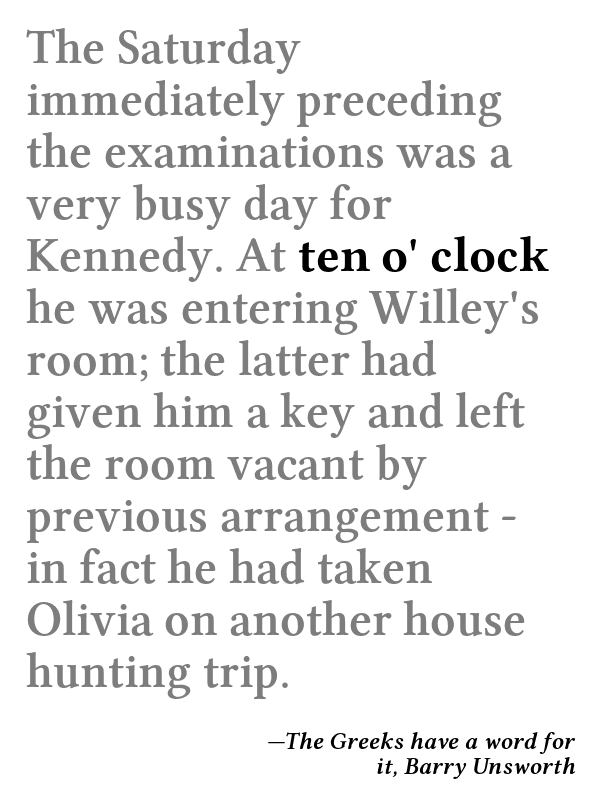 The Saturday
immediately preceding
the examinations was a
very busy day for
Kennedy. At ten o' clock
he was entering Willey's
room; the latter had
given him a key and left
the room vacant by
previous arrangement -
in fact he had taken
Olivia on another house
hunting trip.
—The Greeks have a word for
it, Barry Unsworth